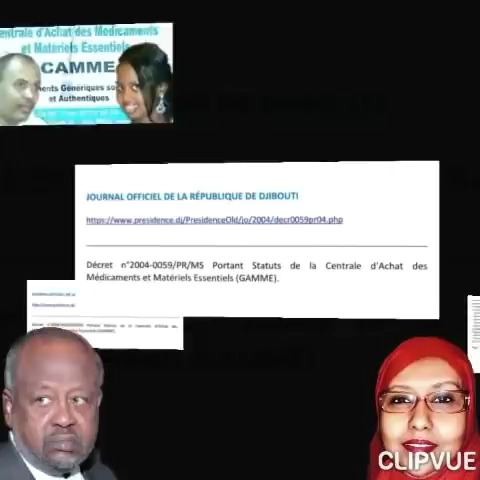 entrale d'Achat des Médicaments
et Matériels Essentiels
CAMME
ments Génériques so
et Authentiques
JOURNAL OFFICIEL DE LA RÉPUBLIQUE DE DJIBOUTI
https://www.presidence.dj/PresidenceOld/jo/2004/decr0059pr04.php
Décret n°2004-0059/PR/MS Portant Statuts de la Centrale d'Achat des
Médicaments et Matériels Essentiels (GAMME).
CLIPVUE